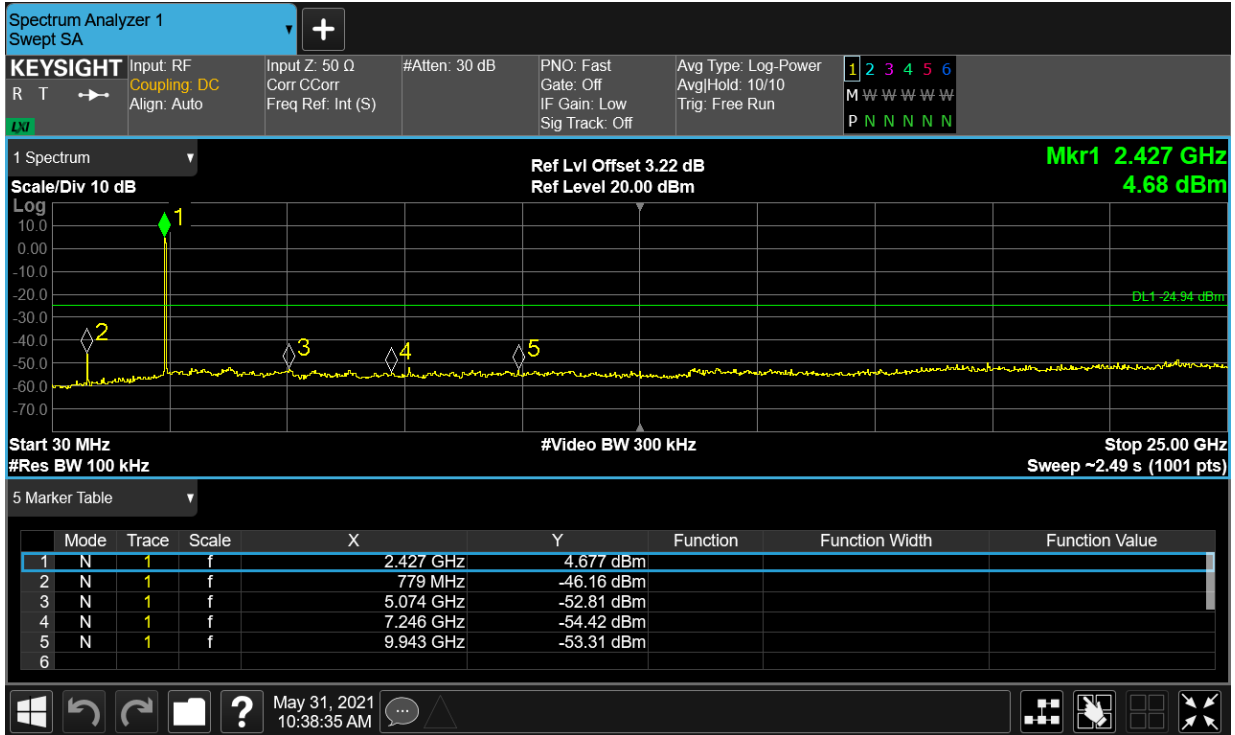 Spectrum Analyzer 1
Swept SA
KEYSIGHT
R T
LXI
Input: RF
Coupling: DC
Align: Auto
Input Z: 50 Ω
Corr CCorr
Freq Ref: Int (S)
#Atten: 30 dB
PNO: Fast
Gate: Off
IF Gain: Low
Sig Track: Off
Avg Type: Log-Power
Avg|Hold: 10/10
Trig: Free Run
1 2 3 4 5 6
M W W W W W
P N N N N N
1 Spectrum
Scale/Div 10 dB
Ref Lvl Offset 3.22 dB
Ref Level 20.00 dBm
Mkr1 2.427 GHz
4.68 dBm
Log
10.0
0.00
-10.0
-20.0
-30.0
-40.0
-50.0
-60.0
-70.0
1
2
3
4
5
DL1 -24.94 dBm
Start 30 MHz
#Video BW 300 kHz
Stop 25.00 GHz
#Res BW 100 kHz
Sweep ~2.49 s (1001 pts)
5 Marker Table
Mode Trace Scale X Y Function Function Width Function Value
1 N 1 f 2.427 GHz 4.677 dBm
2 N 1 f 779 MHz -46.16 dBm
3 N 1 f 5.074 GHz -52.81 dBm
4 N 1 f 7.246 GHz -54.42 dBm
5 N 1 f 9.943 GHz -53.31 dBm
6
?
May 31, 2021
10:38:35 AM